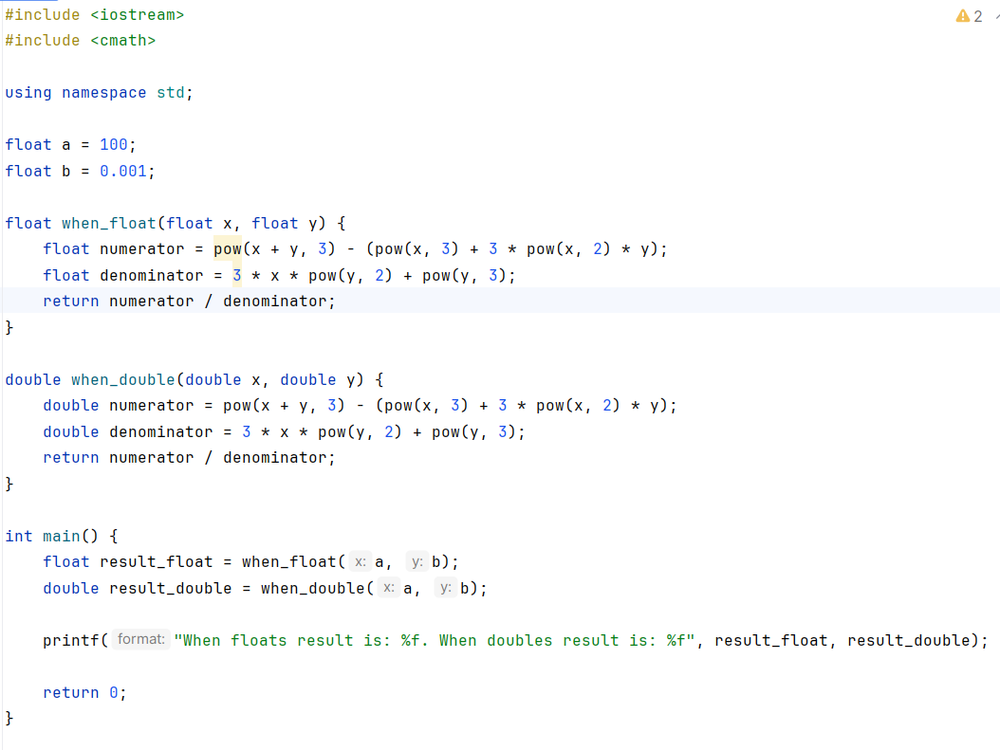 #include <iostream>
2
#include <cmath>
using namespace std;
float a = 100;
float b = 0.001;
float when_float(float x, float y) {
    float numerator = pow(x + y, 3) - (pow(x, 3) + 3 * pow(x, 2) * y);
    float denominator = 3 * x * pow(y, 2) + pow(y, 3);
    return numerator / denominator;
}
double when_double(double x, double y) {
    double numerator = pow(x + y, 3) - (pow(x, 3) + 3 * pow(x, 2) * y);
    double denominator = 3 * x * pow(y, 2) + pow(y, 3);
    return numerator / denominator;
}
int main() {
    float result_float = when_float( x: a,  y: b);
    double result_double = when_double( x: a,  y: b);
    printf( format: "When floats result is: %f. When doubles result is: %f", result_float, result_double);
    return 0;
}